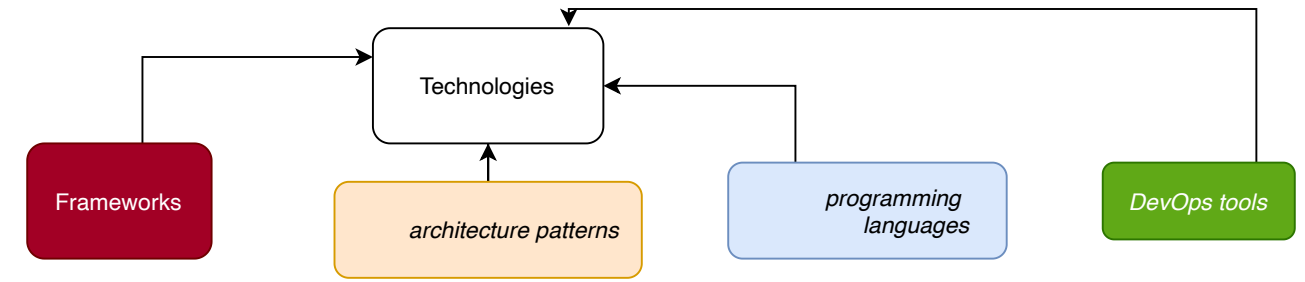 Technologies
Frameworks
architecture patterns
programming
languages
DevOps tools